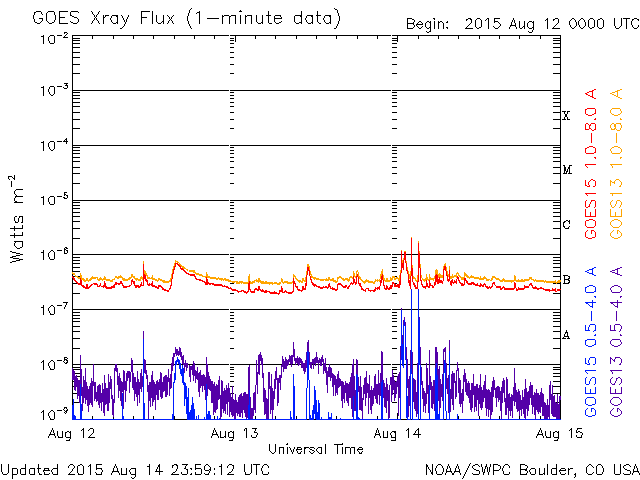 GOES Xray Flux (1-minute data)
Begin: 2015 Aug 12 0000 UTC
10-2
10-3
10-4
10-5
10-6
10-7
10-8
10-9
Watts m-2
X
M
C
B
A
GOES15 1.0-8.0 A
GOES13 1.0-8.0 A
GOES15 0.5-4.0 A
GOES13 0.5-4.0 A
Aug 12
Aug 13
Aug 14
Aug 15
Universal Time
Updated 2015 Aug 14 23:59:12 UTC
NOAA/SWPC Boulder, CO USA